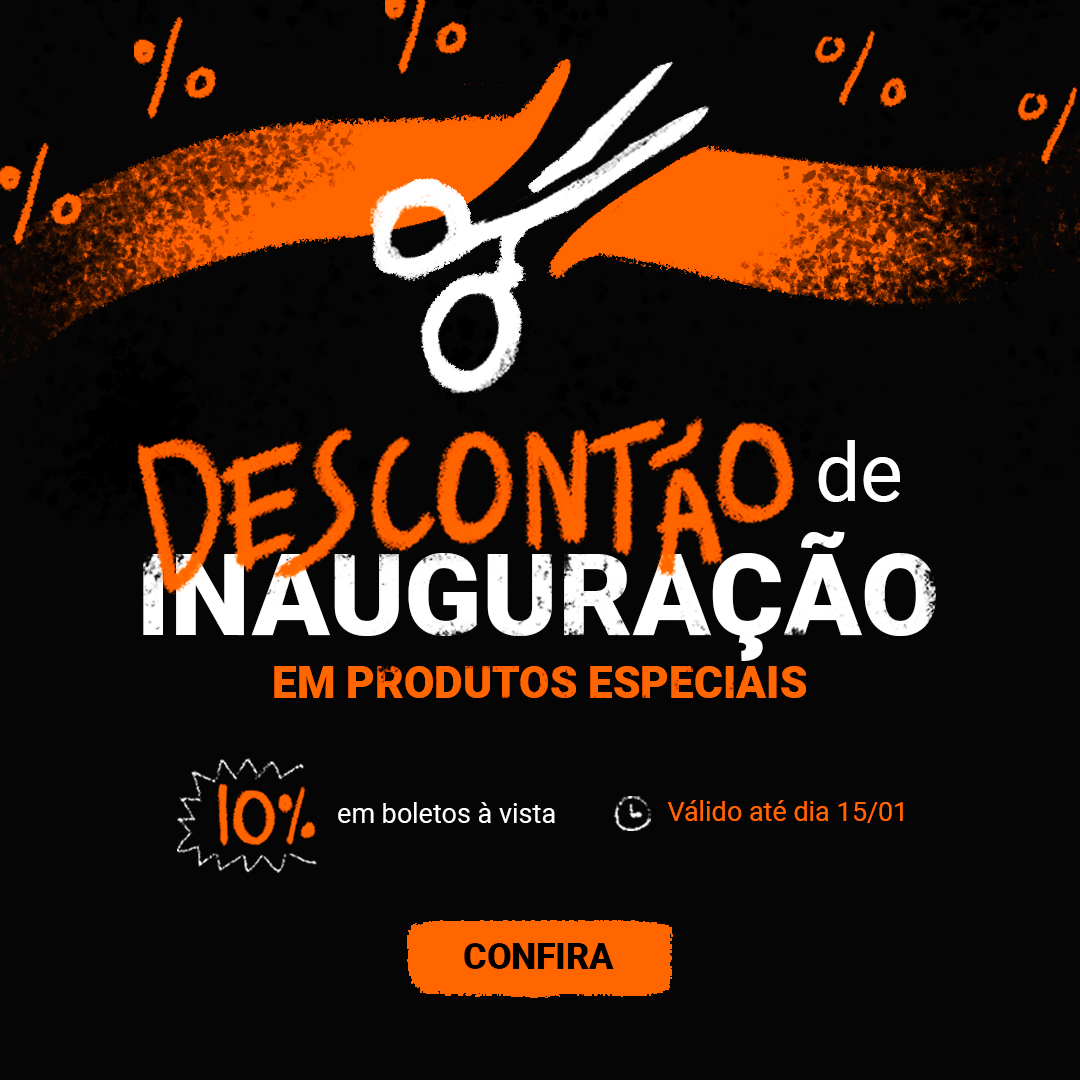 DESCONTÃO de
INAUGURAÇÃO
EM PRODUTOS ESPECIAIS
10% em boletos à vista
Válido até dia 15/01
CONFIRA